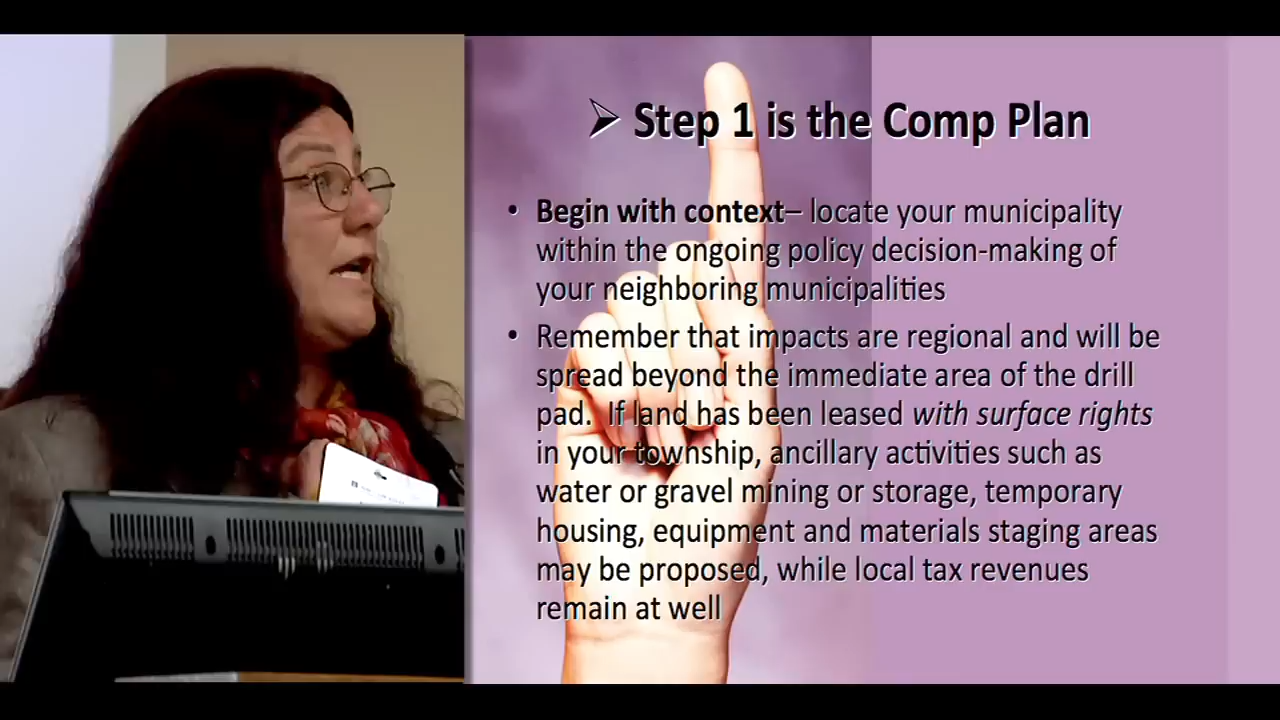 ➢ Step 1 is the Comp Plan
• Begin with context– locate your municipality
within the ongoing policy decision-making of
your neighboring municipalities
• Remember that impacts are regional and will be
spread beyond the immediate area of the drill
pad. If land has been leased with surface rights
in your township, ancillary activities such as
water or gravel mining or storage, temporary
housing, equipment and materials staging areas
may be proposed, while local tax revenues
remain at well